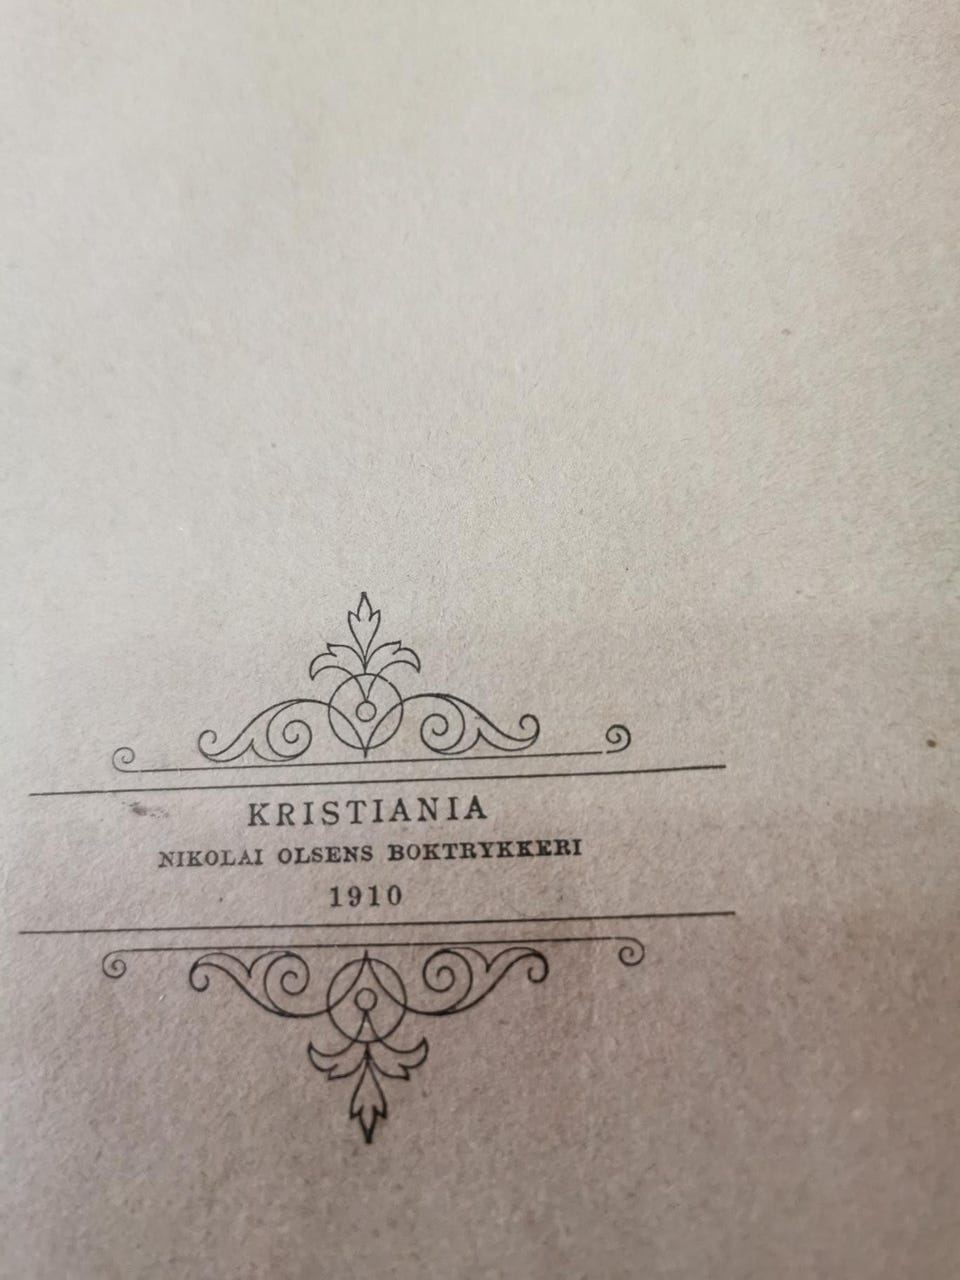 KRISTIANIA
NIKOLAI OLSENS BOKTRYKKERI
1910